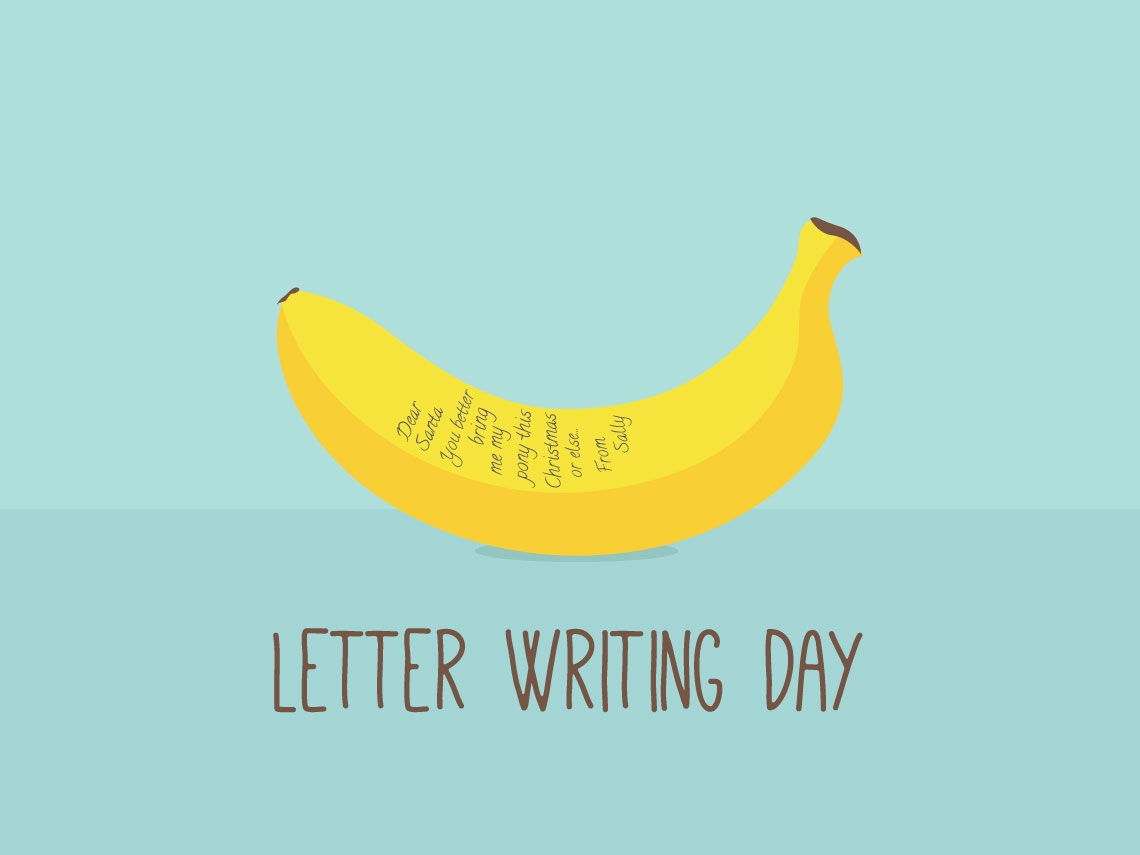 Dear
Santa
You better
bring
me my
pony this
Christmas
or else...
From
Sally
LETTER WRITING DAY